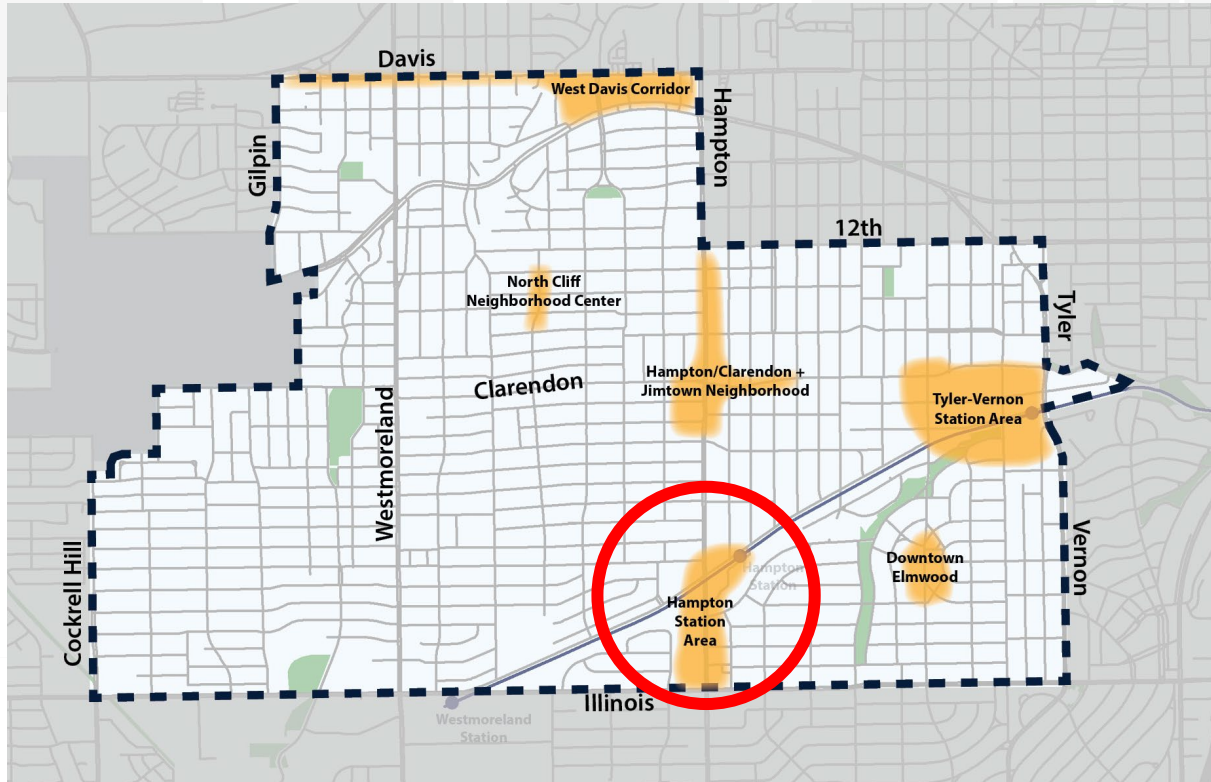 Davis
West Davis Corridor
Hampton
Gilpin
12th
North Cliff
Neighborhood Center
Tyler
Clarendon
Hampton/Clarendon +
Jimtown Neighborhood
Westmoreland
Tyler-Vernon
Station Area
Cockrell Hill
Hampton
Station
Downtown
Elmwood
Vernon
Hampton
Station
Area
Illinois
Westmoreland
Station